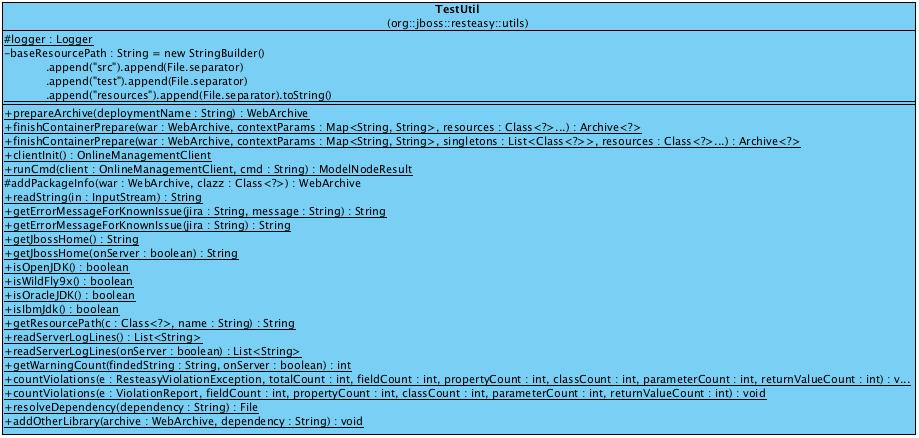 TestUtil
(org::jboss::resteasy::utils)
#logger : Logger
-baseResourcePath : String = new StringBuilder()
.append("src").append(File.separator)
.append("test").append(File.separator)
.append("resources").append(File.separator).toString()
+prepareArchive(deploymentName : String) : WebArchive
+finishContainerPrepare(war : WebArchive, contextParams : Map<String, String>, resources : Class<?>...) : Archive<?>
+finishContainerPrepare(war : WebArchive, contextParams : Map<String, String>, singletons : List<Class<?>>, resources : Class<?>...) : Archive<?>
+clientInit() : OnlineManagementClient
+runCmd(client : OnlineManagementClient, cmd : String) : ModelNodeResult
#addPackageInfo(war : WebArchive, clazz : Class<?>) : WebArchive
+readString(in : InputStream) : String
+getErrorMessageForKnownIssue(jira : String, message : String) : String
+getErrorMessageForKnownIssue(jira : String) : String
+getJbossHome() : String
+getJbossHome(onServer : boolean) : String
+isOpenJDK() : boolean
+isWildFly9x() : boolean
+isOracleJDK() : boolean
+isIbmJdk() : boolean
+getResourcePath(c : Class<?>, name : String) : String
+readServerLogLines() : List<String>
+readServerLogLines(onServer : boolean) : List<String>
+getWarningCount(findedString : String, onServer : boolean) : int
+countViolations(e : ResteasyViolationException, totalCount : int, fieldCount : int, propertyCount : int, classCount : int, parameterCount : int, returnValueCount : int) : v...
+countViolations(e : ViolationReport, fieldCount : int, propertyCount : int, classCount : int, parameterCount : int, returnValueCount : int) : void
+resolveDependency(dependency : String) : File
+addOtherLibrary(archive : WebArchive, dependency : String) : void